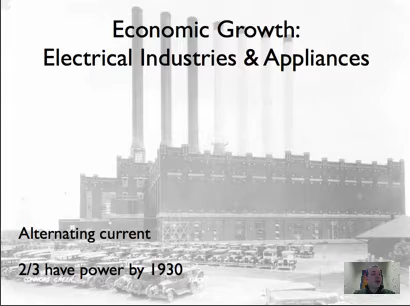 Economic Growth:
Electrical Industries & Appliances
Alternating current
2/3 have power by 1930